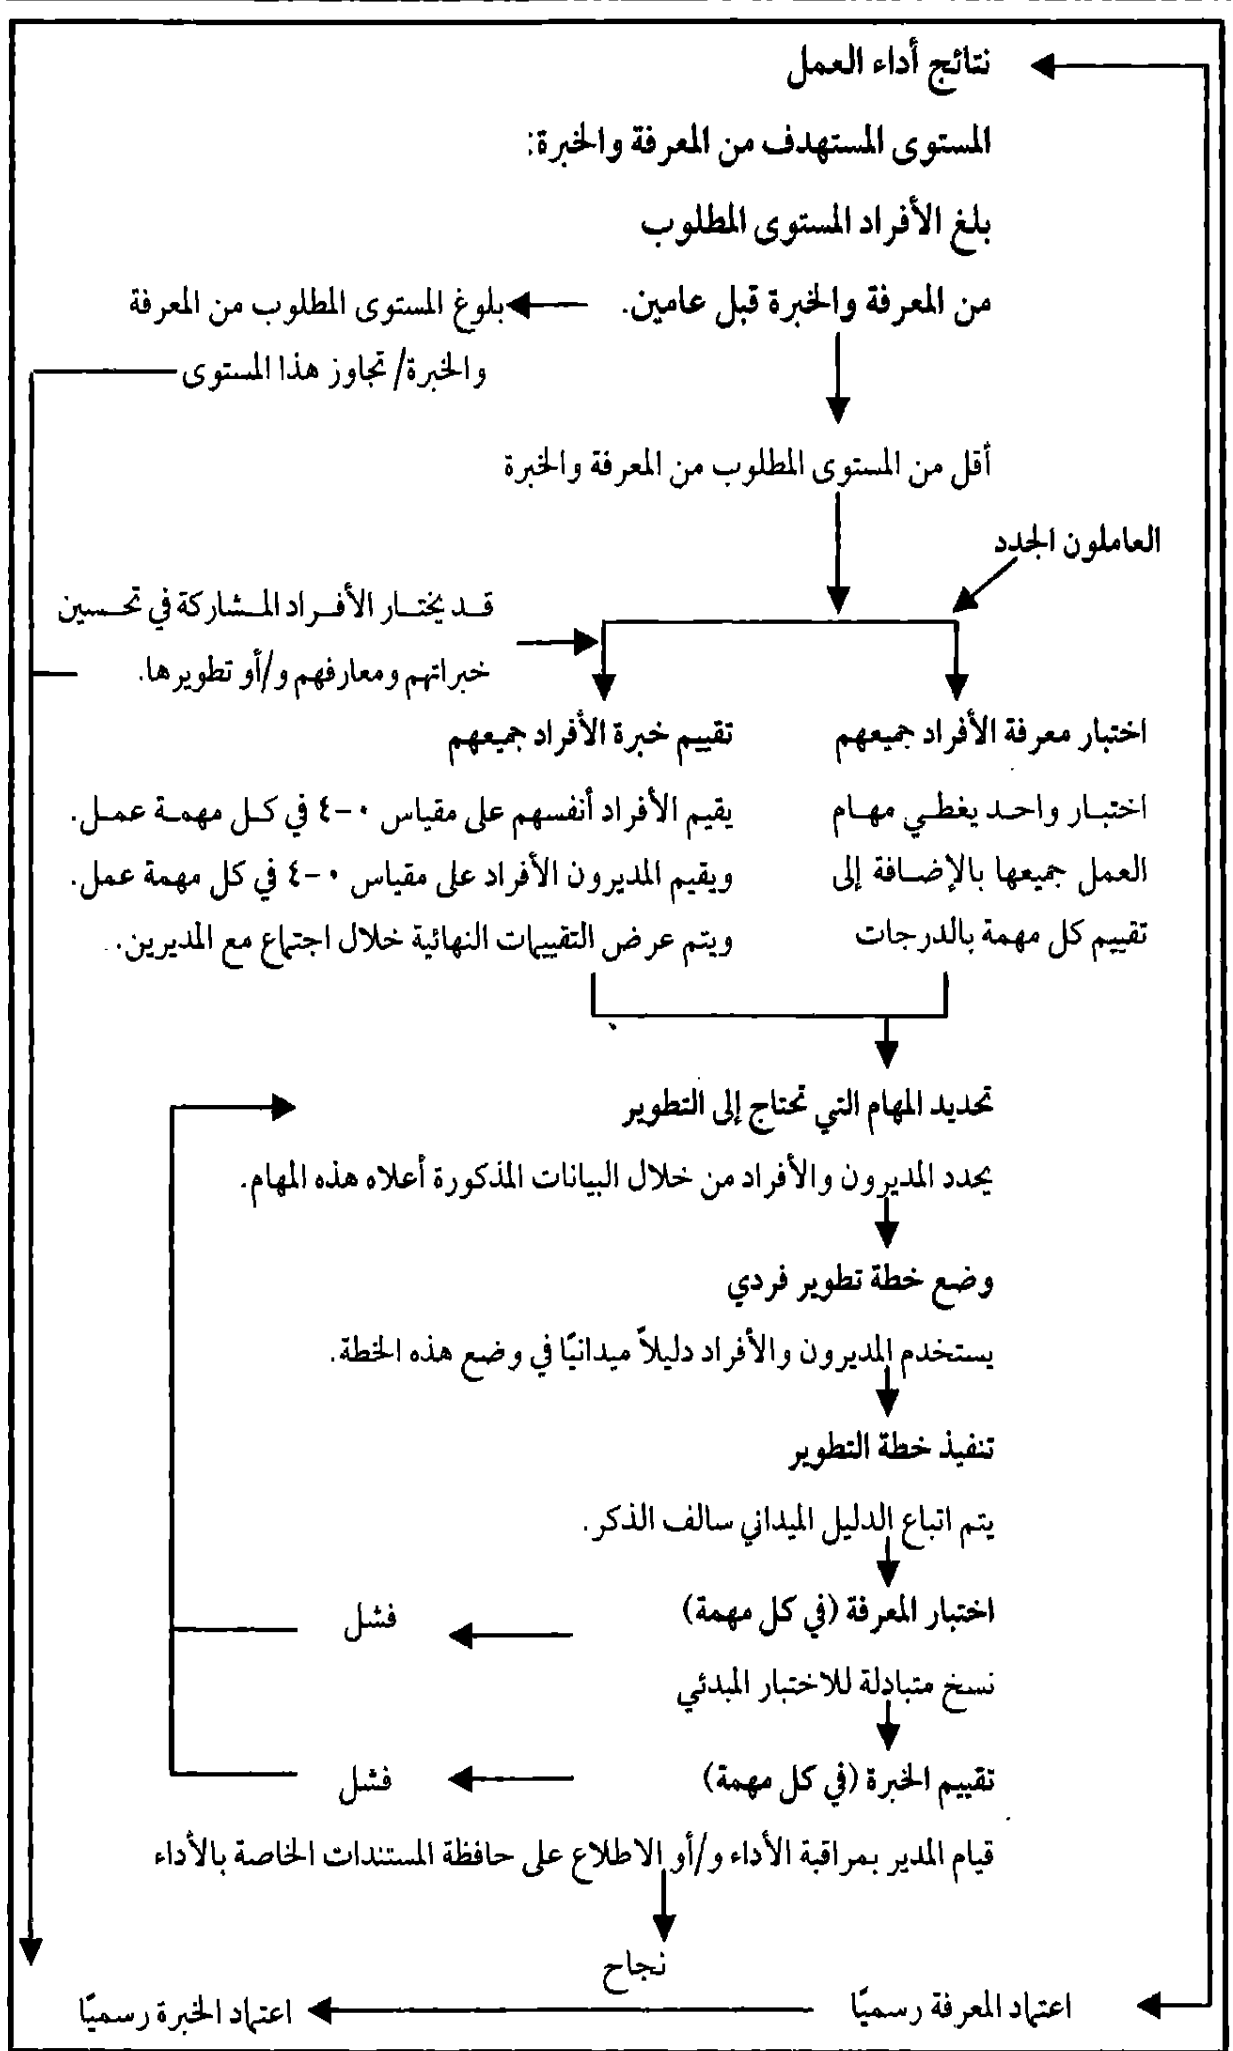 نتائج أداء العمل
المستوى المستهدف من المعرفة والخبرة:
بلغ الأفراد المستوى المطلوب
من المعرفة والخبرة قبل عامين.
بلوغ المستوى المطلوب من المعرفة
والخبرة/ تجاوز هذا المستوى
أقل من المستوى المطلوب من المعرفة والخبرة
العاملون الجدد
قد يختار الأفراد المشاركة في تحسين
خبراتهم ومعارفهم و/أو تطويرها.
اختبار معرفة الأفراد جميعهم
اختبار واحد يغطي مهام
العمل جميعها بالإضافة إلى
تقييم كل مهمة بالدرجات
تقييم خبرة الأفراد جميعهم
يقيم الأفراد أنفسهم على مقياس ٠-٤ في كل مهمة عمل.
ويقيم المديرون الأفراد على مقياس ٠-٤ في كل مهمة عمل.
ويتم عرض التقييمات النهائية خلال اجتماع مع المديرين.
تحديد المهام التي تحتاج إلى التطوير
يحدد المديرون والأفراد من خلال البيانات المذكورة أعلاه هذه المهام.
وضع خطة تطوير فردي
يستخدم المديرون والأفراد دليلاً ميدانيًا في وضع هذه الخطة.
تنفيذ خطة التطوير
يتم اتباع الدليل الميداني سالف الذكر.
اختبار المعرفة (في كل مهمة)
فشل
نسخ متبادلة للاختبار المبدئي
تقييم الخبرة (في كل مهمة)
فشل
قيام المدير بمراقبة الأداء و/أو الاطلاع على حافظة المستندات الخاصة بالأداء
نجاح
اعتماد المعرفة رسميًا
اعتماد الخبرة رسميًا